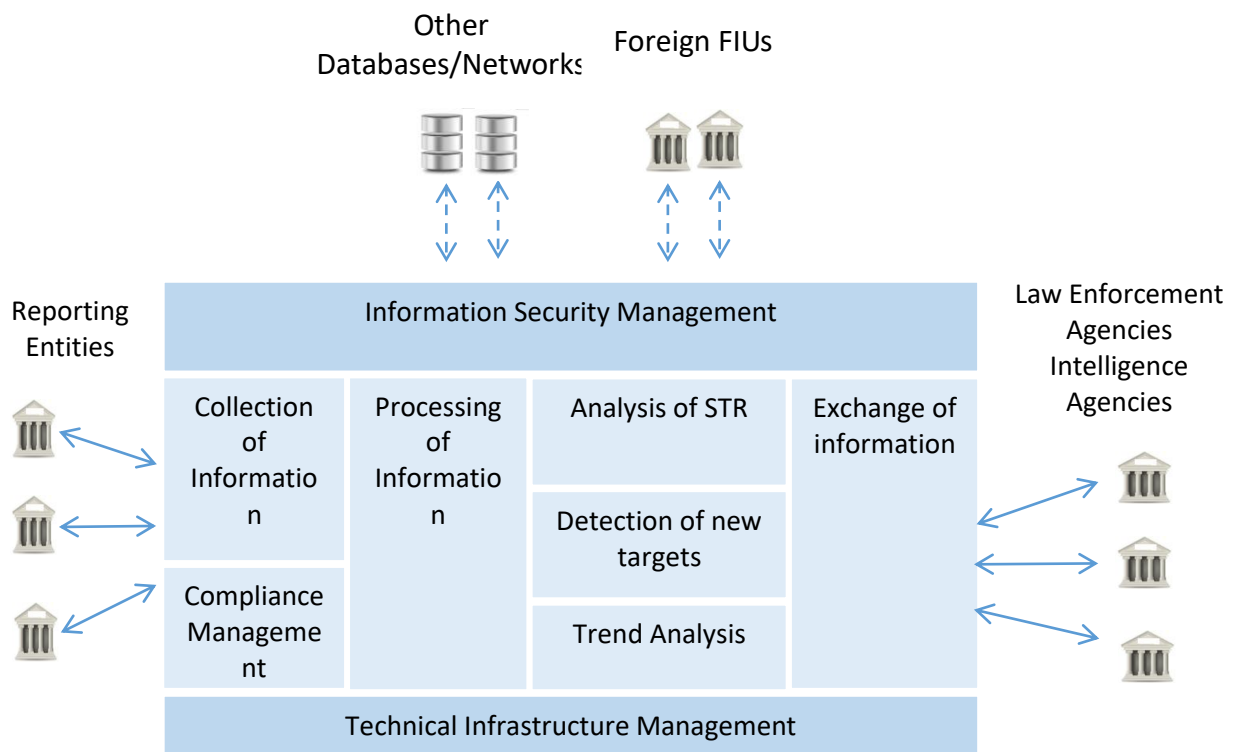 Other
Databases/Networks
Foreign FIUs
Reporting
Entities
Information Security Management
Law Enforcement
Agencies
Intelligence
Agencies
Collection
of
Informatio
n
Processing
of
Informatio
n
Analysis of STR
Exchange of
information
Detection of new
targets
Compliance
Manageme
nt
Trend Analysis
Technical Infrastructure Management